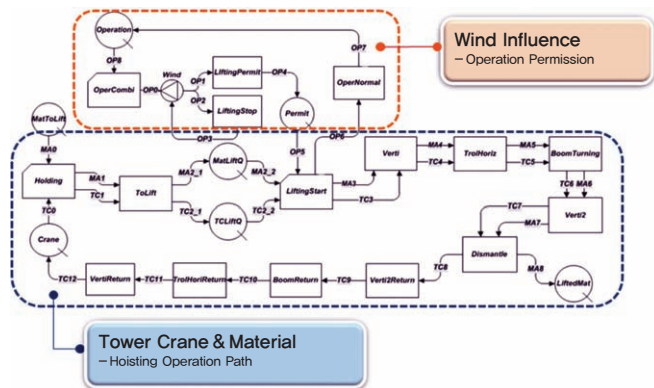 Operation
OP7
OP8
Wind
LiftingPermit
OP4
OperCombi
OP0
OP1
OP2
OperNormal
LiftingStop
Permit
MatToLift
OP3
OP6
MA0
OP5
Wind Influence
– Operation Permission
Holding
MA1
TC1
ToLift
MA2_1
MatLiftQ
MA2_2
TC2_1
TCLiftQ
TC2_2
LiftingStart
MA3
TC3
Verti
MA4
TC4
TrolHoriz
MA5
TC5
BoomTurning
TC6
MA6
TC0
TC7
MA7
Verti2
Crane
Dismantle
TC12
VertiReturn
TC11
TrolHoriReturn
TC10
BoomReturn
TC9
Verti2Return
TC8
MA8
LiftedMat
Tower Crane & Material
– Hoisting Operation Path